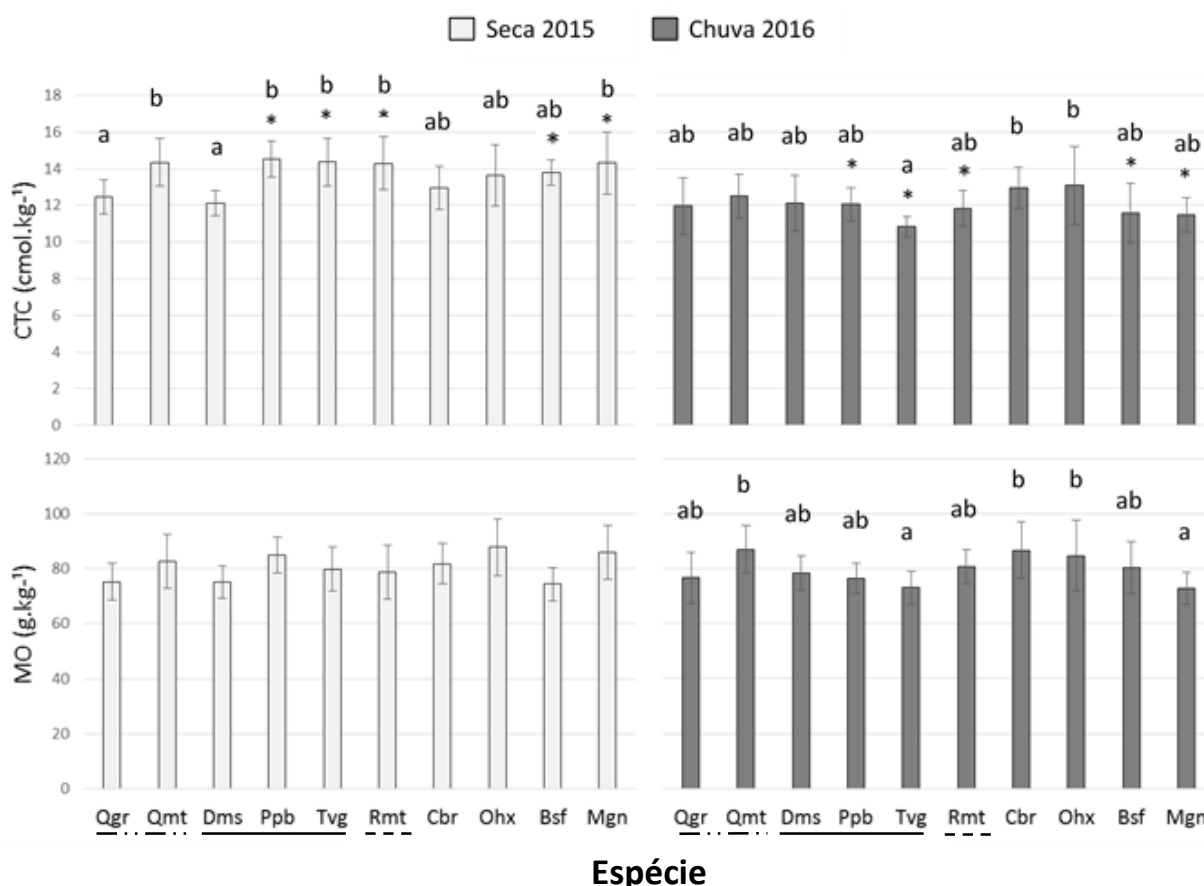 Seca 2015 Chuva 2016
b b b b b
a * * * ab ab ab *
a *
18
16
14
12
10
8
6
4
2
0
CTC (cmol.kg-¹)
ab ab ab ab a ab b b ab ab
* * * * *
120
100
80
60
40
20
0
MO (g.kg-¹)
ab b ab ab a ab b b ab a
Qgr Qmt Dms Ppb Tvg Rmt Cbr Ohx Bsf Mgn Qgr Qmt Dms Ppb Tvg Rmt Cbr Ohx Bsf Mgn
Espécie